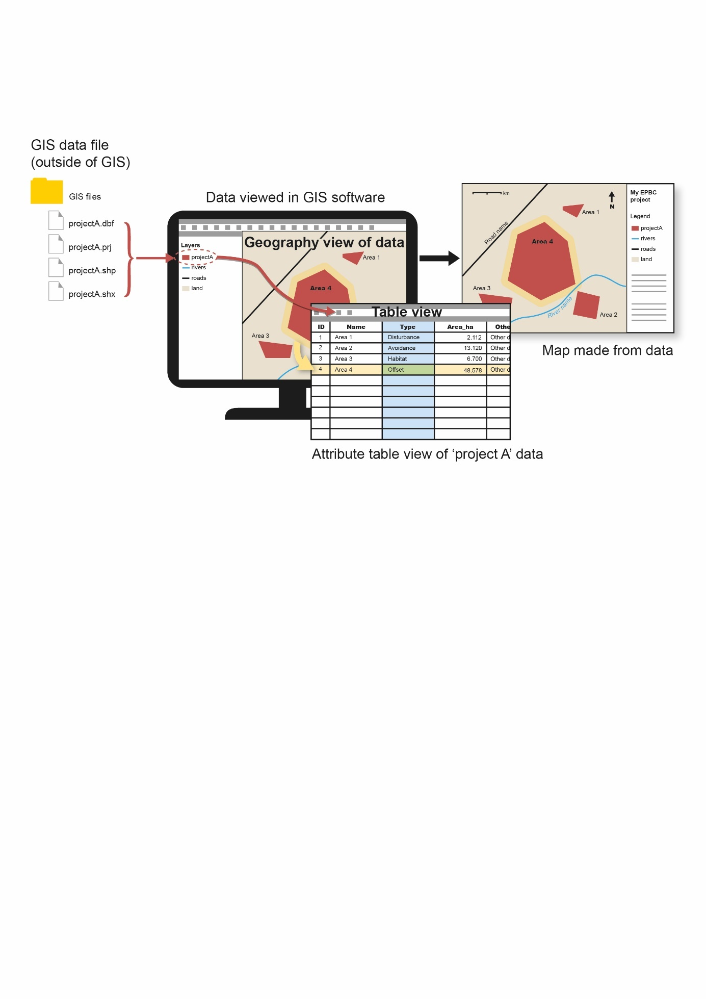 GIS data file
(outside of GIS)
GIS files
projectA.dbf
projectA.prj
projectA.shp
projectA.shx
Data viewed in GIS software
Layers
projectA
rivers
roads
land
Geography view of data
Area 1
Area 4
Area 3
Table view
ID Name Type Area_ha Othe
1 Area 1 Disturbance 2.112 Other d
2 Area 2 Avoidance 13.120 Other d
3 Area 3 Habitat 6.700 Other d
4 Area 4 Offset 48.578 Other d
Attribute table view of ‘project A’ data
km
N
Road name
Area 1
Area 4
Area 3
River name
Area 2
My EPBC
project
Legend
projectA
rivers
roads
land
Map made from data